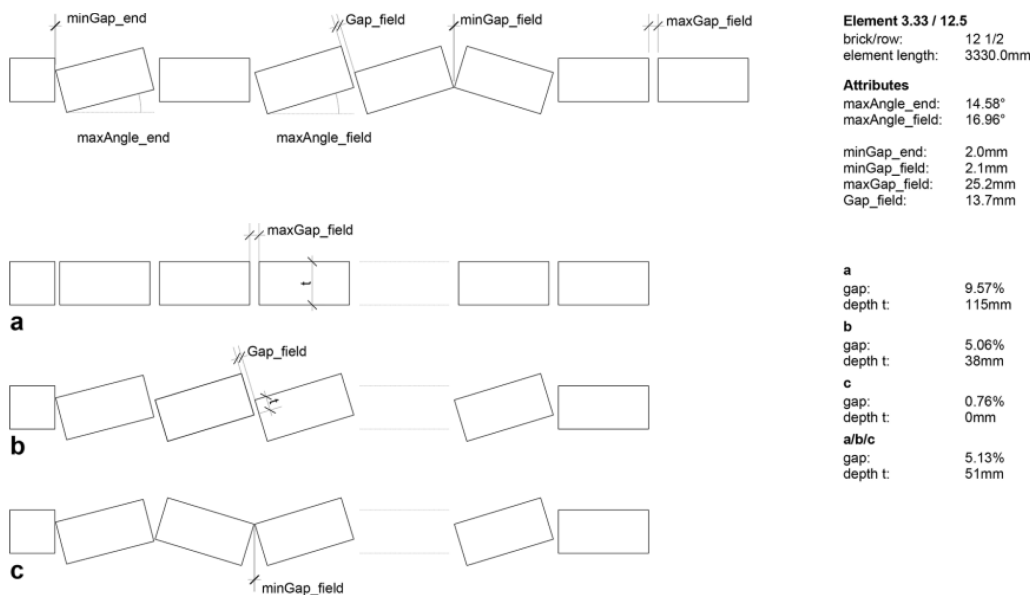 minGap_end
Gap_field
minGap_field
maxGap_field
maxAngle_end
maxAngle_field
Element 3.33 / 12.5
brick/row: 12 1/2
element length: 3330.0mm
Attributes
maxAngle_end: 14.58°
maxAngle_field: 16.96°
minGap_end: 2.0mm
minGap_field: 2.1mm
maxGap_field: 25.2mm
Gap_field: 13.7mm
maxGap_field
t
a
Gap_field
t
b
c
minGap_field
a
gap: 9.57%
depth t: 115mm
b
gap: 5.06%
depth t: 38mm
c
gap: 0.76%
depth t: 0mm
a/b/c
gap: 5.13%
depth t: 51mm